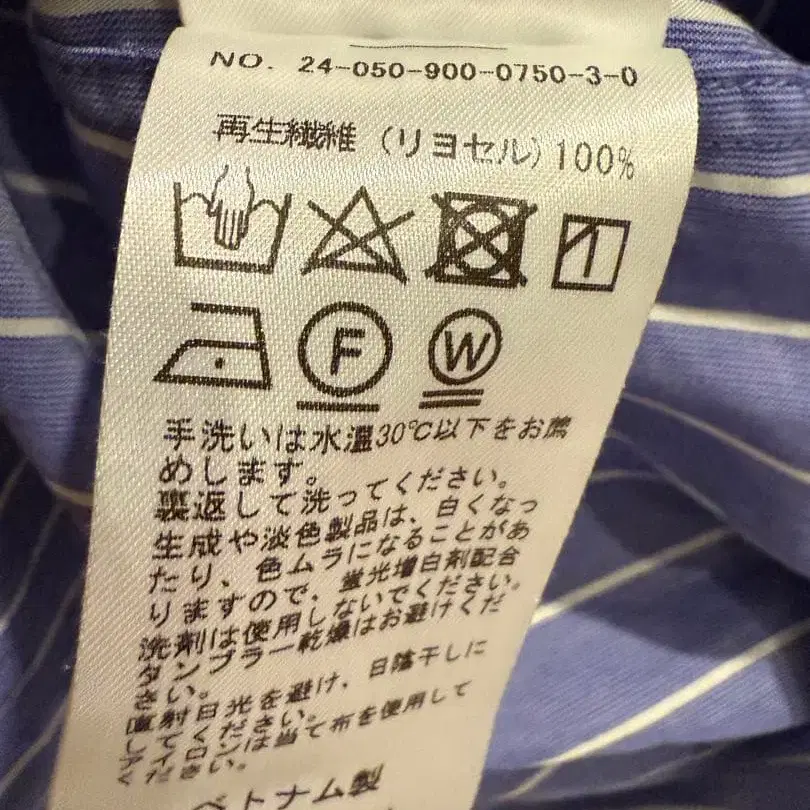 NO. 24-050-900-0750-3-0
再生繊維 (リヨセル) 100%
F W
手洗いは水温30℃以下をお薦
めします。
裏返して洗ってください。
生成や淡色製品は、白くなっ
たり、色ムラになることがあ
りますので、蛍光増白剤配合
洗剤は使用しないでください。
タンブラー乾燥はお避けくだ
さい。
直射日光を避け、日陰干しに
してください。
アイロンは当て布を使用して
ください。
ベトナム製